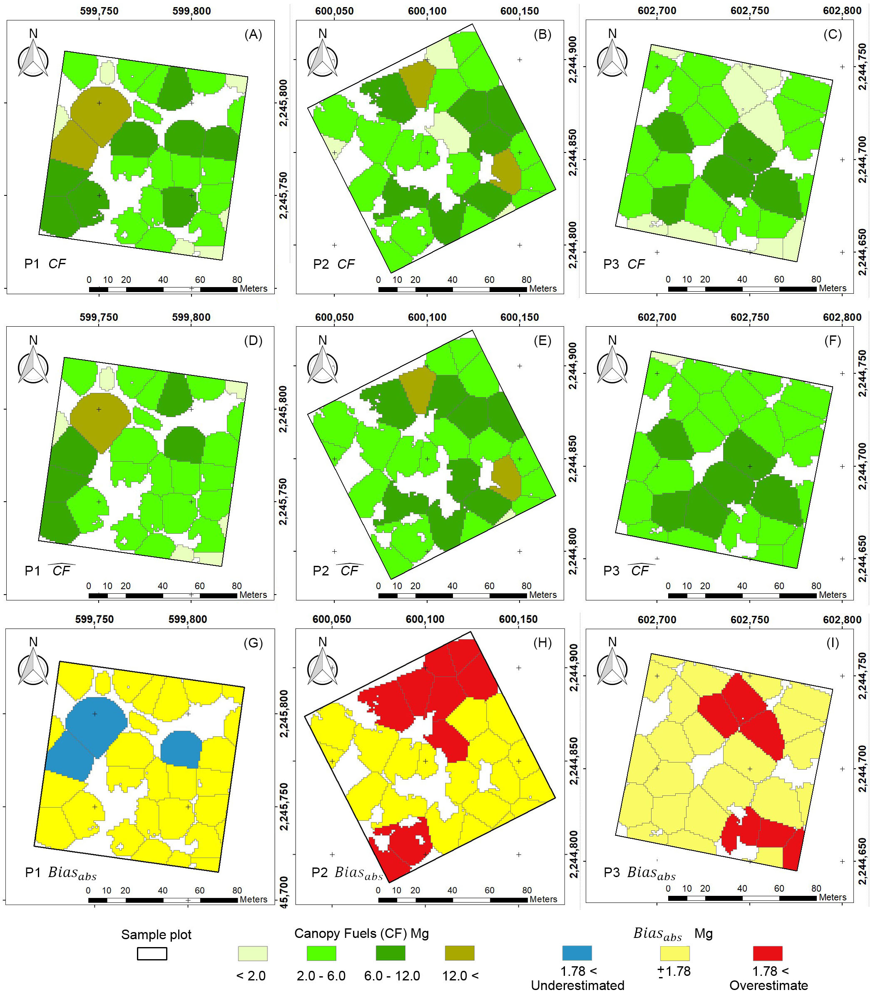 599,750 599,800 600,050 600,100 600,150 602,700 602,750 602,800
N (A) N (B) N (C)
2,245,800 2,244,900 2,244,750
2,245,750 2,244,850 2,244,700
2,244,800 2,244,650
P1 CF P2 CF P3 CF
0 10 20 40 60 80 0 10 20 40 60 80 0 10 20 40 60 80
Meters Meters Meters
599,750 599,800 600,050 600,100 600,150 602,700 602,750 602,800
N (D) N (E) N (F)
2,245,800 2,244,900 2,244,750
2,245,750 2,244,850 2,244,700
2,244,800 2,244,650
P1 C͡F P2 C͡F P3 C͡F
0 10 20 40 60 80 0 10 20 40 60 80 0 10 20 40 60 80
Meters Meters Meters
599,750 599,800 600,050 600,100 600,150 602,700 602,750 602,800
N (G) N (H) N (I)
2,245,800 2,244,900 2,244,750
2,245,750 2,244,850 2,244,700
45,700 2,244,800 2,244,650
P1 Bias abs P2 Bias abs P3 Bias abs
0 10 20 40 60 80 0 10 20 40 60 80 0 10 20 40 60 80
Meters Meters Meters
Sample plot Canopy Fuels (CF) Mg Bias abs Mg
< 2.0 2.0 - 6.0 6.0 - 12.0 12.0 < 1.78 < ±1.78 1.78 <
Underestimated Overestimate